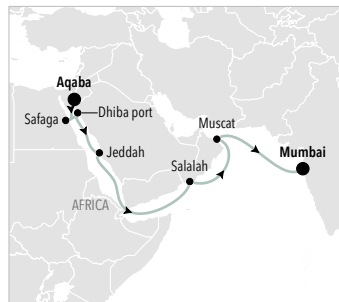 Aqaba
Dhiba port
Safaga
Muscat
Jeddah
Mumbai
Salalah
AFRICA